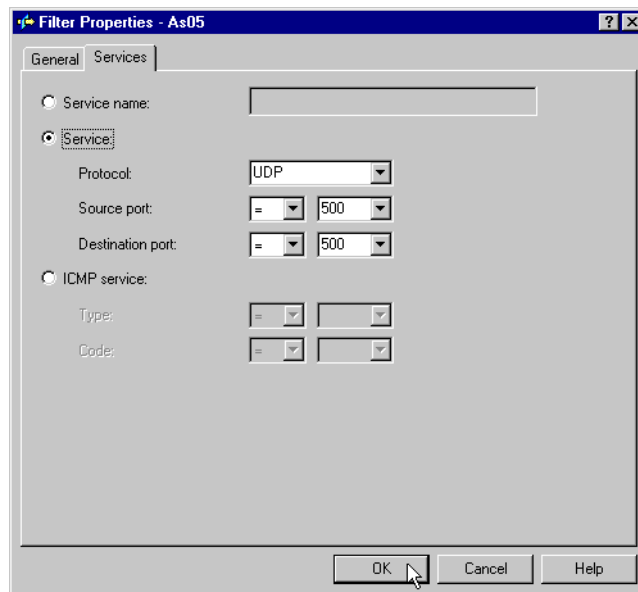 Filter Properties - As05
General Services
Service name:
Service:
Protocol: UDP
Source port: = 500
Destination port: = 500
ICMP service:
Type: =
Code: =
OK Cancel Help